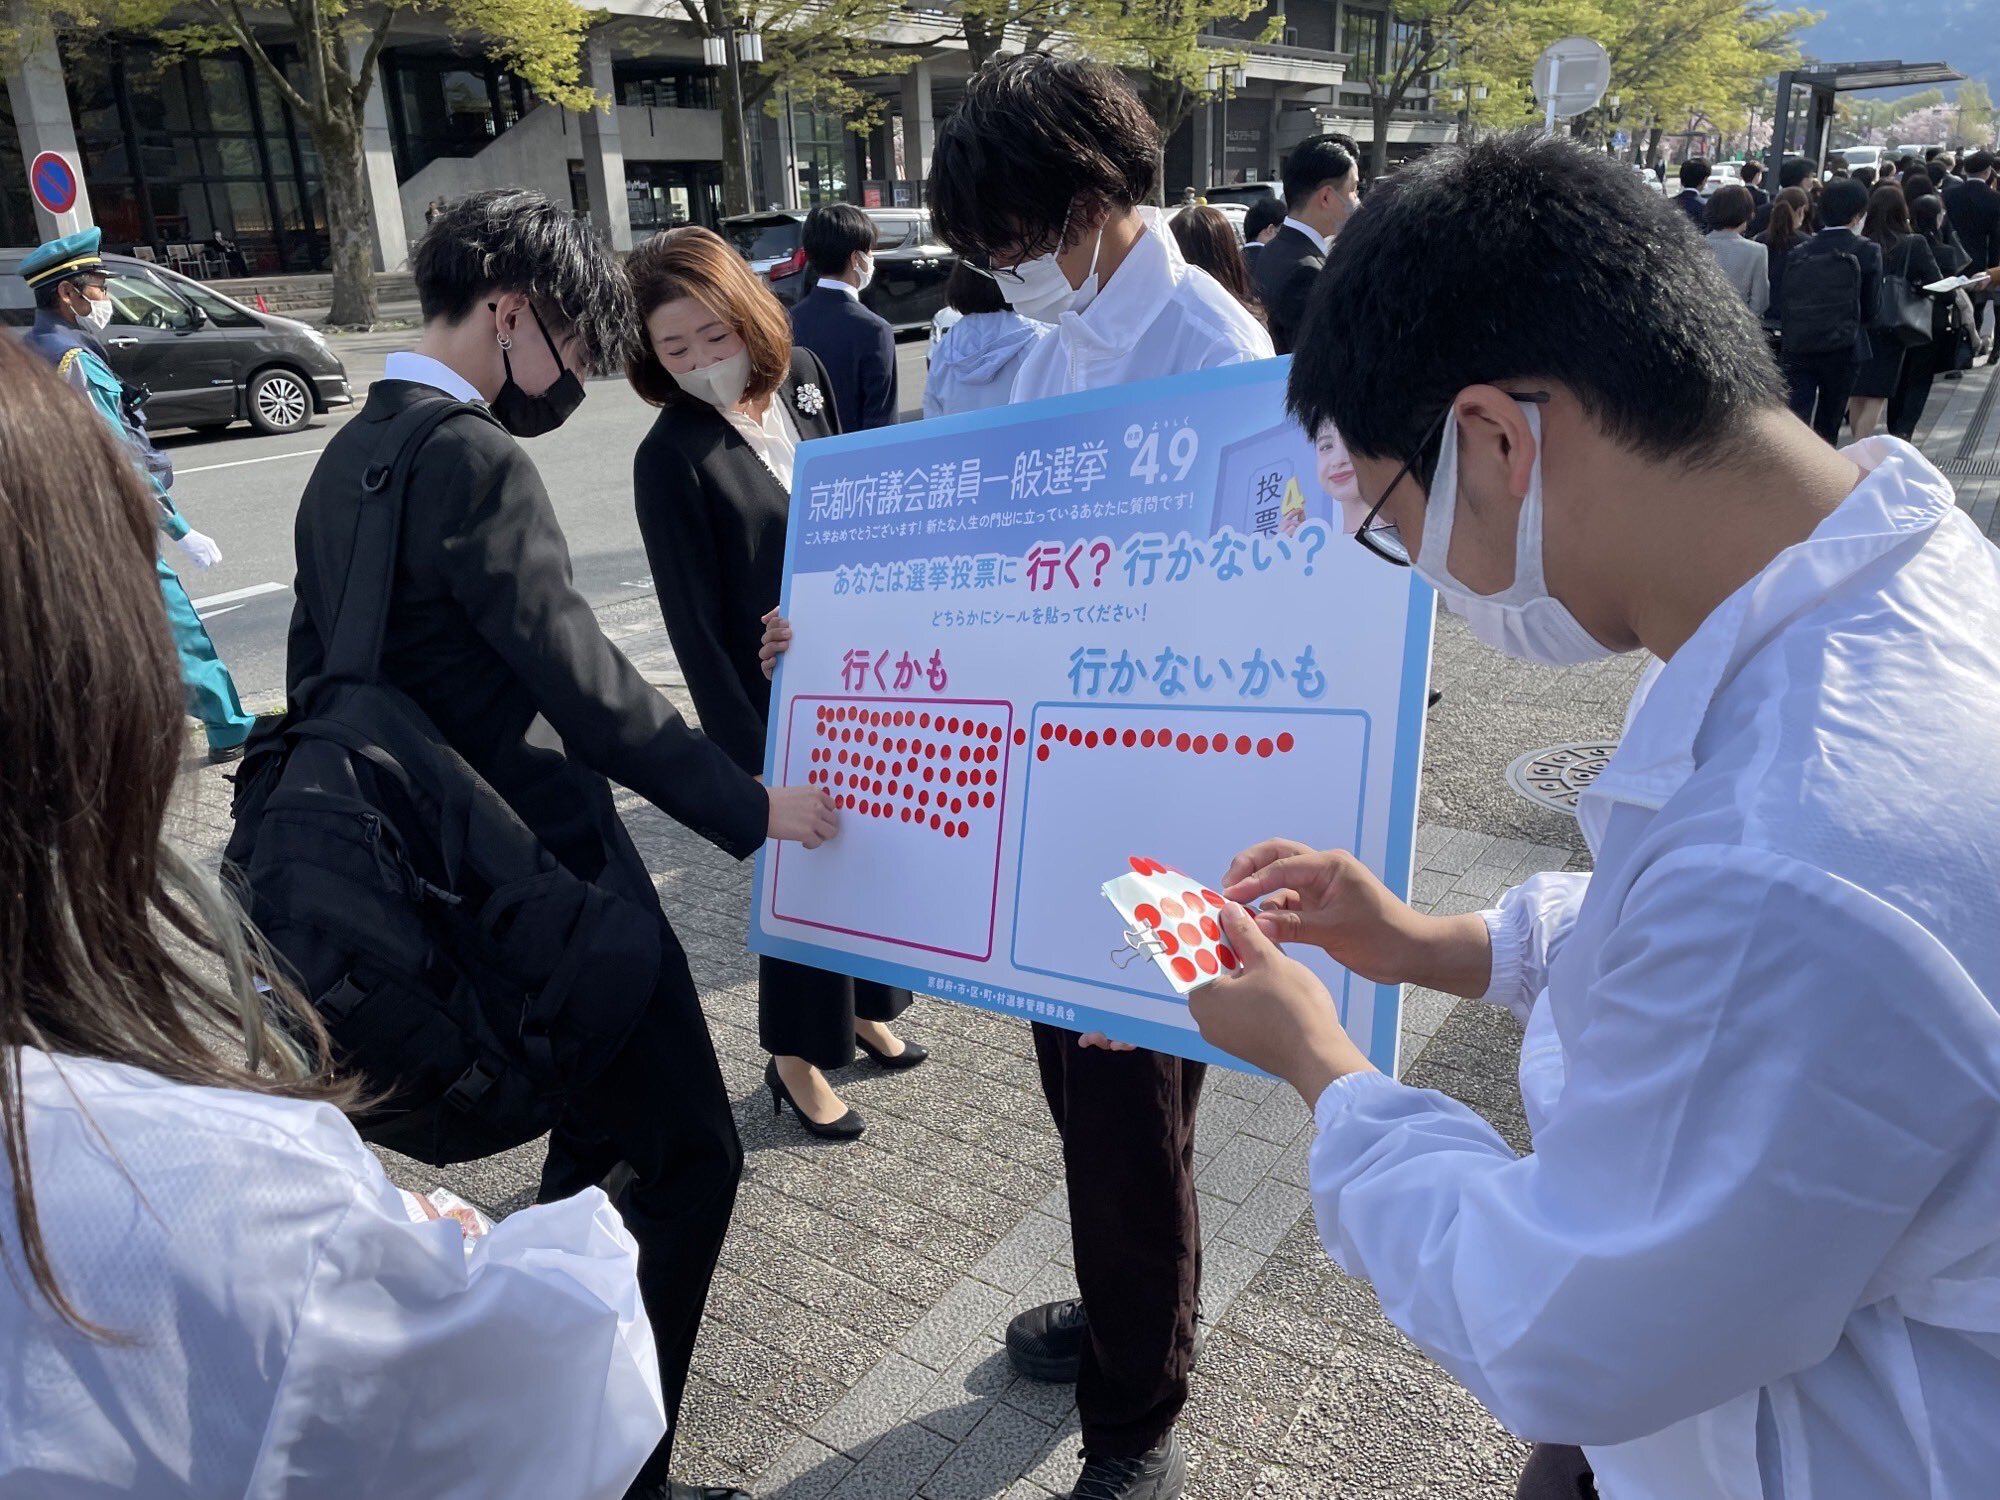 京都府議会議員一般選挙 投票 よろしく 4.9
ご入学おめでとうございます！新たな人生の門出に立っているあなたに質問です！
投票
あなたは選挙投票に 行く？ 行かない？
どちらかにシールを貼ってください！
行くかも
行かないかも
京都府・市・区・町・村選挙管理委員会